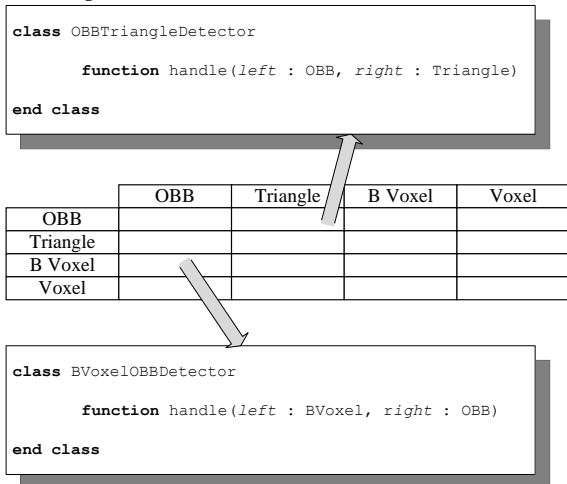 class OBBTriangleDetector
function handle(left : OBB, right : Triangle)
end class
OBB Triangle B Voxel Voxel
OBB
Triangle
B Voxel
Voxel
class BVoxelOBBDetector
function handle(left : BVoxel, right : OBB)
end class